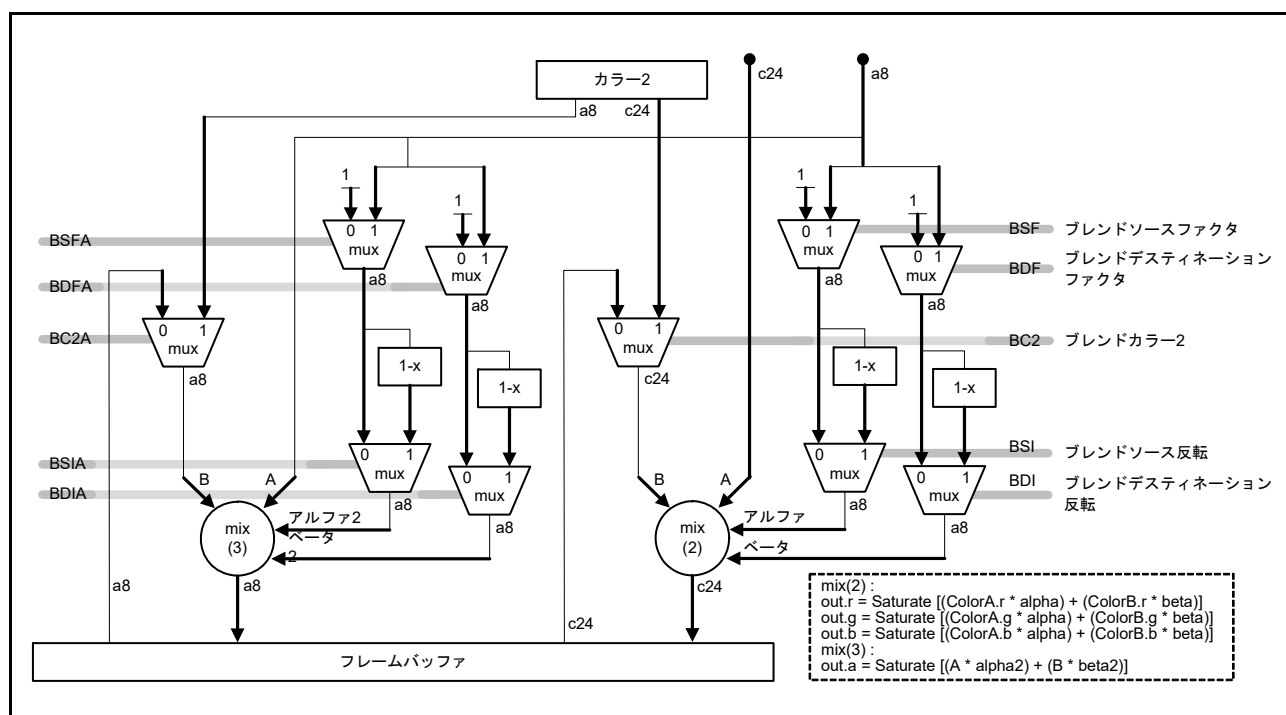 カラー2
c24
a8
a8
c24
1
1
1
1
0 1
mux
0 1
mux
0 1
mux
0 1
mux
BSFA
BSF
ブレンドソースファクタ
BDFA
BDF
ブレンドデスティネーション
ファクタ
a8
a8
a8
a8
BC2A
0 1
mux
0 1
mux
BC2
ブレンドカラー2
a8
c24
1-x
1-x
1-x
1-x
BSIA
0 1
mux
0 1
mux
BSI
ブレンドソース反転
BDIA
0 1
mux
0 1
mux
BDI
ブレンドデスティネーション
反転
B
A
B
A
a8
a8
a8
a8
mix
(3)
アルファ2
ベータ
2
mix
(2)
アルファ
ベータ
a8
a8
c24
c24
フレームバッファ
mix(2) :
out.r = Saturate [(ColorA.r * alpha) + (ColorB.r * beta)]
out.g = Saturate [(ColorA.g * alpha) + (ColorB.g * beta)]
out.b = Saturate [(ColorA.b * alpha) + (ColorB.b * beta)]
mix(3) :
out.a = Saturate [(A * alpha2) + (B * beta2)]